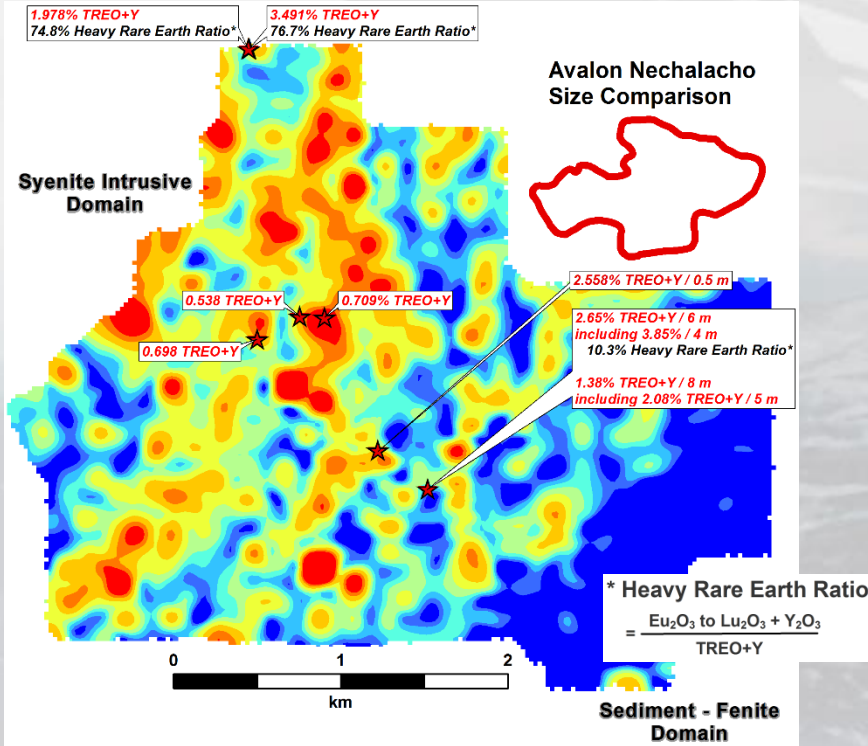 1.978% TREO+Y
74.8% Heavy Rare Earth Ratio*
3.491% TREO+Y
76.7% Heavy Rare Earth Ratio*
Avalon Nechalacho
Size Comparison
Syenite Intrusive
Domain
2.558% TREO+Y / 0.5 m
0.538 TREO+Y
0.709% TREO+Y
2.65% TREO+Y / 6 m
including 3.85% / 4 m
10.3% Heavy Rare Earth Ratio*
0.698 TREO+Y
1.38% TREO+Y / 8 m
including 2.08% TREO+Y / 5 m
* Heavy Rare Earth Ratio
= Eu₂O₃ to Lu₂O₃ + Y₂O₃
TREO+Y
0 1 2
km
Sediment - Fenite
Domain